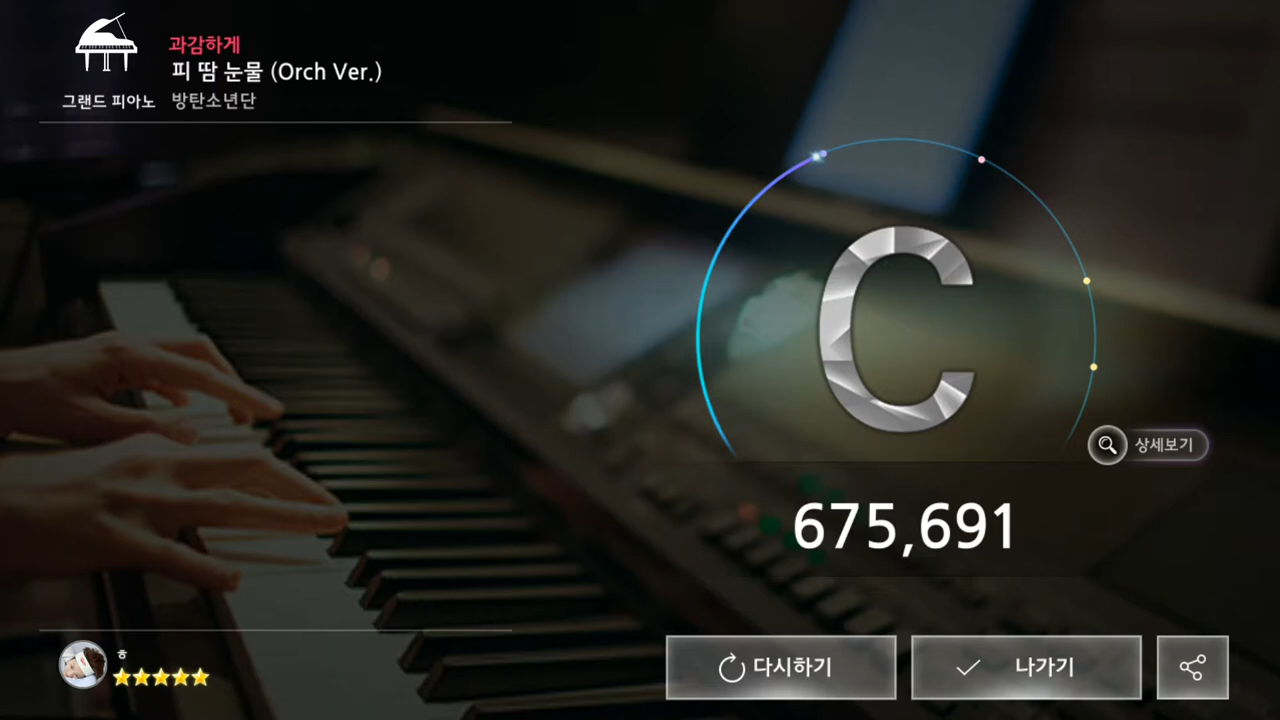 과감하게
피 땀 눈물 (Orch Ver.)
그랜드 피아노
방탄소년단
C
상세보기
675,691
ㅎ
다시하기
나가기